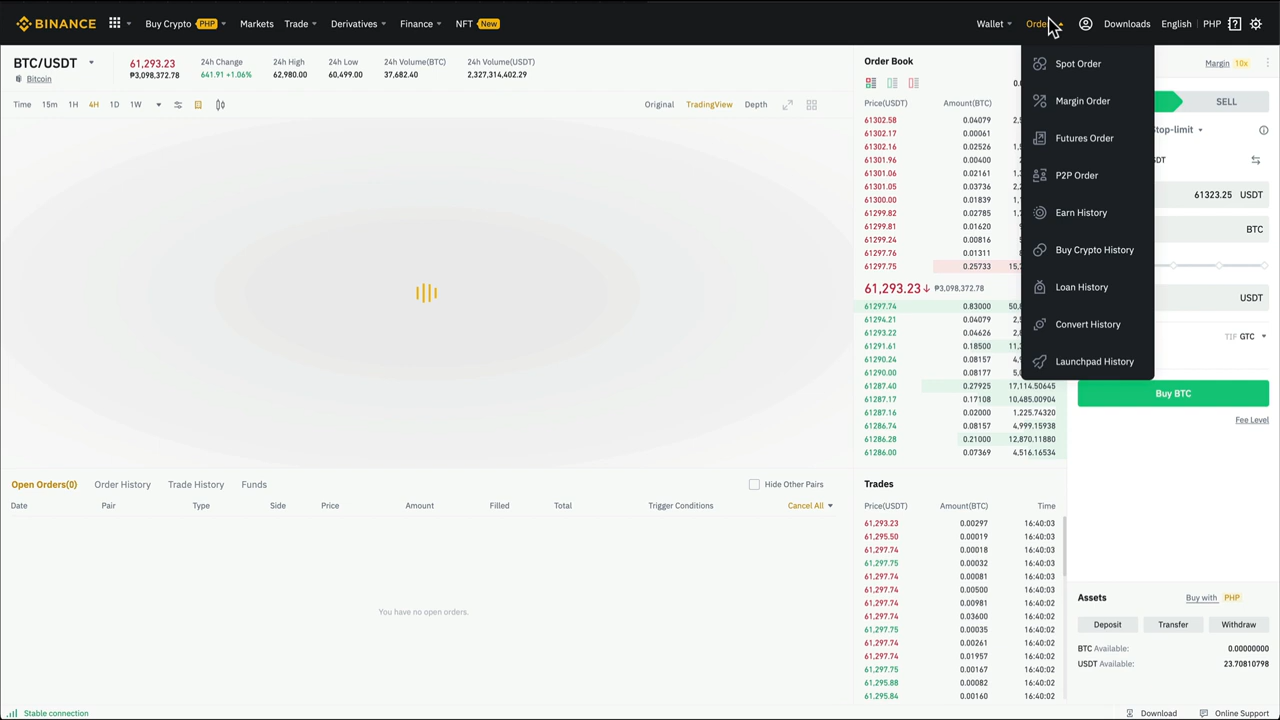 BINANCE
Buy Crypto PHP
Markets
Trade
Derivatives
Finance
NFT New
Wallet
Downloads
English
PHP
BTC/USDT
Bitcoin
61,293.23
₱3,098,372.78
24h Change
641.91 +1.06%
24h High
62,980.00
24h Low
60,499.00
24h Volume(BTC)
37,682.40
24h Volume(USDT)
2,327,314,402.29
Time 15m 1H 4H 1D 1W
Original TradingView Depth
Order Book
Price(USDT) Amount(BTC)
61302.58 0.04079
61302.17 0.00061
61302.16 0.02526
61301.96 0.00400
61301.06 0.02161
61301.05 0.03736
61300.00 0.01839
61299.82 0.02785
61299.81 0.01620
61299.24 0.00816
61297.76 0.01311
61297.75 0.25733
61,293.23↓ ₱3,098,372.78
61297.74 0.83000
61294.21 0.04079
61293.22 0.04626
61291.61 0.18500
61290.24 0.08157
61290.00 0.08177
61287.40 0.27925 17,114.50645
61287.17 0.17108 10,485.00904
61287.16 0.02000 1,225.74320
61286.74 0.08157 4,999.15938
61286.28 0.21000 12,870.11880
61286.00 0.07369 4,516.16534
Spot Order
Margin Order
Futures Order
P2P Order
Earn History
Buy Crypto History
Loan History
Convert History
Launchpad History
Margin 10x
SELL
61323.25 USDT
BTC
USDT
TIF GTC
Buy BTC
Fee Level
Open Orders(0) Order History Trade History Funds
Hide Other Pairs
Date Pair Type Side Price Amount Filled Total Trigger Conditions Cancel All
You have no open orders.
Trades
Price(USDT) Amount(BTC) Time
61,293.23 0.00297 16:40:03
61,295.50 0.00019 16:40:03
61,297.74 0.00018 16:40:03
61,297.75 0.00032 16:40:03
61,297.74 0.00081 16:40:03
61,297.74 0.00500 16:40:03
61,297.74 0.00981 16:40:02
61,297.74 0.03600 16:40:02
61,297.75 0.00035 16:40:02
61,297.74 0.00261 16:40:02
61,297.74 0.01957 16:40:02
61,297.75 0.00167 16:40:02
61,295.88 0.00082 16:40:02
61,295.84 0.00160 16:40:02
Assets
Buy with PHP
Deposit Transfer Withdraw
BTC Available: 0.00000000
USDT Available: 23.70810798
Stable connection
Download
Online Support